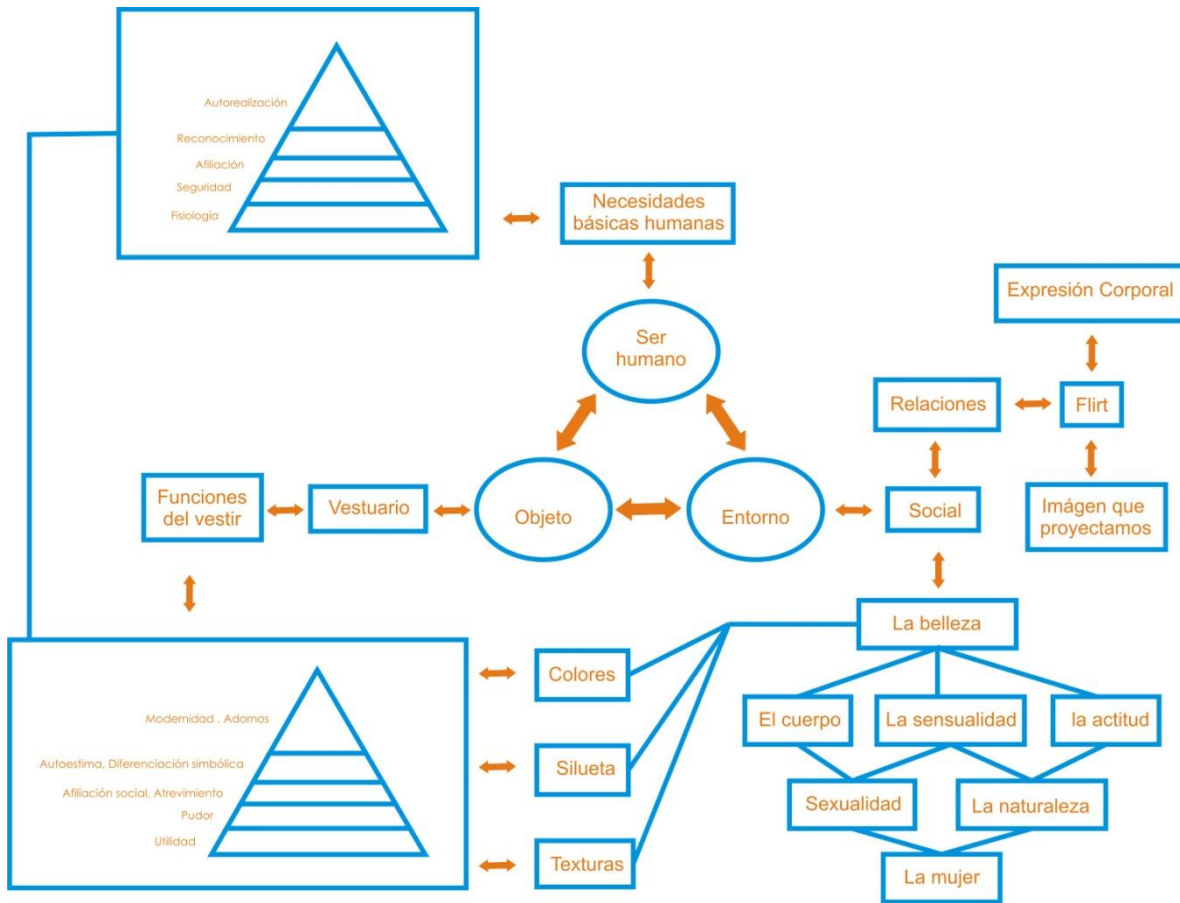 Autorealización
Reconocimiento
Afiliación
Seguridad
Fisiología
Necesidades
básicas humanas
Ser
humano
Expresión Corporal
Relaciones
Flirt
Funciones
del vestir
Vestuario
Objeto
Entorno
Social
Imágen que
proyectamos
La belleza
Colores
El cuerpo
La sensualidad
la actitud
Modernidad , Adornos
Autoestima, Diferenciación simbólica
Afiliación social, Atrevimiento
Pudor
Utilidad
Silueta
Sexualidad
La naturaleza
Texturas
La mujer